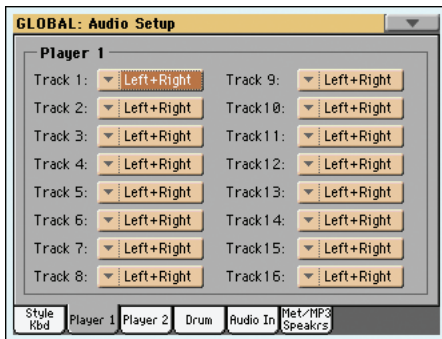 GLOBAL: Audio Setup
Player 1
Track 1: Left+Right Track 9: Left+Right
Track 2: Left+Right Track10: Left+Right
Track 3: Left+Right Track11: Left+Right
Track 4: Left+Right Track12: Left+Right
Track 5: Left+Right Track13: Left+Right
Track 6: Left+Right Track14: Left+Right
Track 7: Left+Right Track15: Left+Right
Track 8: Left+Right Track16: Left+Right
Style Kbd Player 1 Player 2 Drum Audio In Met/MP3 Speakrs